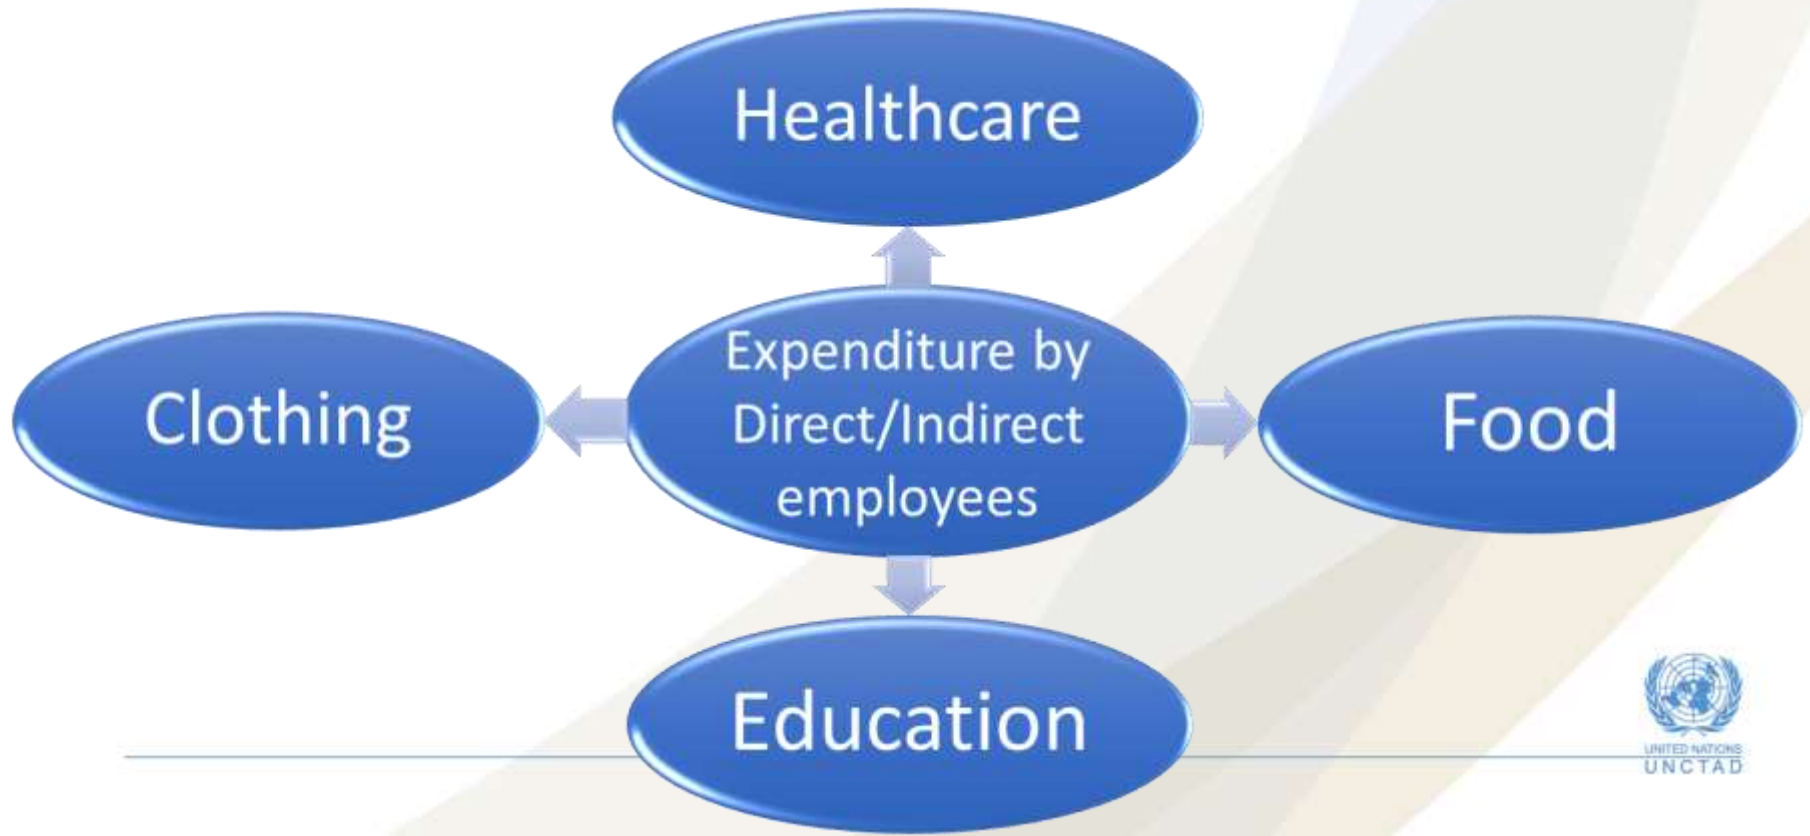 Healthcare
Clothing
Expenditure by
Direct/Indirect
employees
Food
Education
UNITED NATIONS
UNCTAD